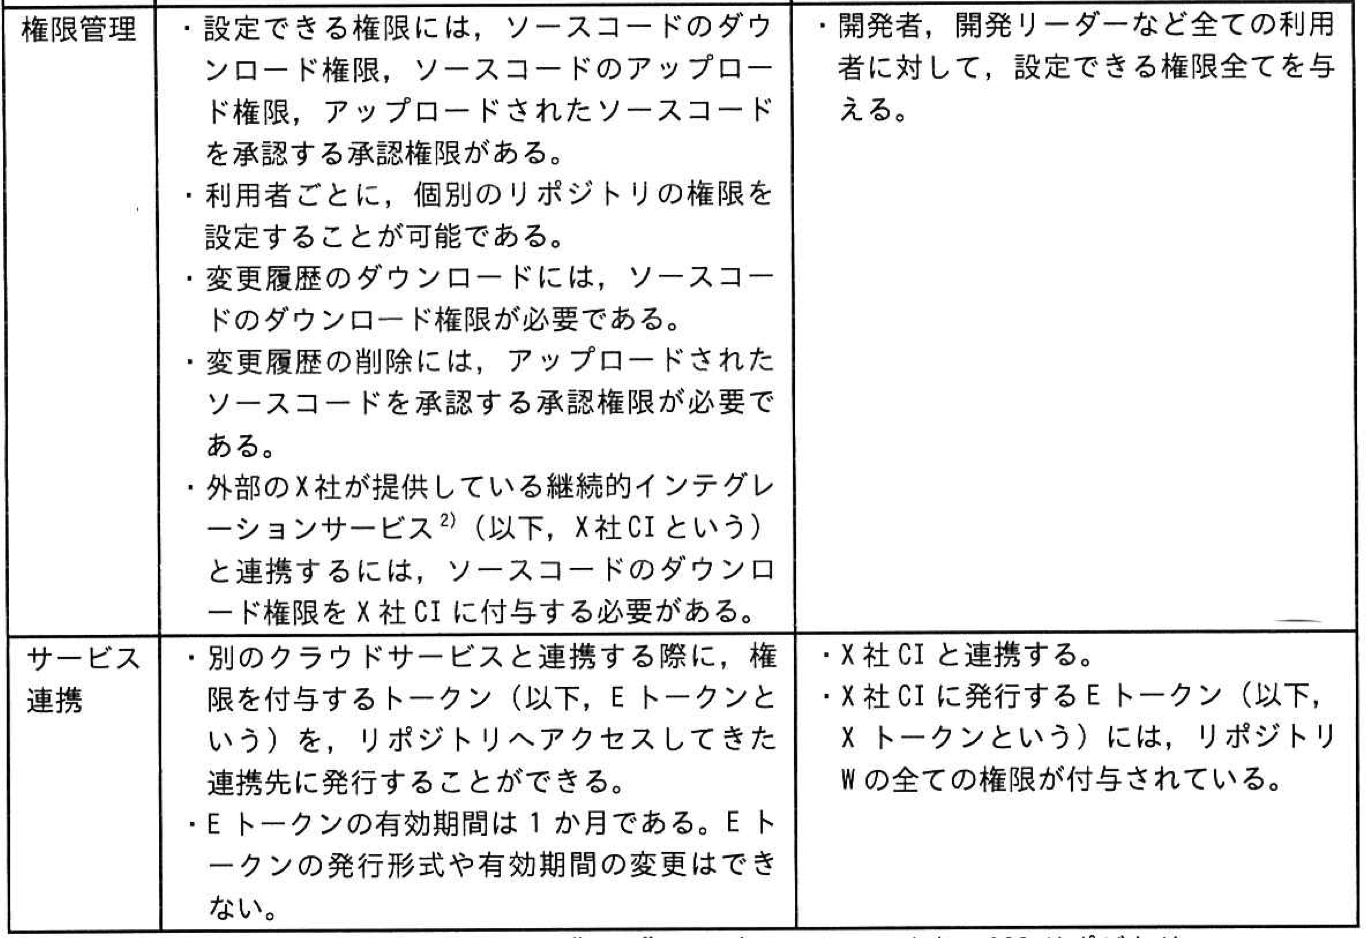 権限管理
・設定できる権限には，ソースコードのダウ
ンロード権限，ソースコードのアップロー
ド権限，アップロードされたソースコード
を承認する承認権限がある。
・利用者ごとに，個別のリポジトリの権限を
設定することが可能である。
・変更履歴のダウンロードには，ソースコー
ドのダウンロード権限が必要である。
・変更履歴の削除には，アップロードされた
ソースコードを承認する承認権限が必要で
ある。
・外部のX社が提供している継続的インテグレ
ーションサービス2)（以下，X社CIという）
と連携するには，ソースコードのダウンロ
ード権限をX社CIに付与する必要がある。
・開発者，開発リーダーなど全ての利用
者に対して，設定できる権限全てを与
える。
サービス
連携
・別のクラウドサービスと連携する際に，権
限を付与するトークン（以下，Eトークンと
いう）を，リポジトリへアクセスしてきた
連携先に発行することができる。
・Eトークンの有効期間は1か月である。Eト
ークンの発行形式や有効期間の変更はでき
ない。
・X社CIと連携する。
・X社CIに発行するEトークン（以下，
Xトークンという）には，リポジトリ
Wの全ての権限が付与されている。